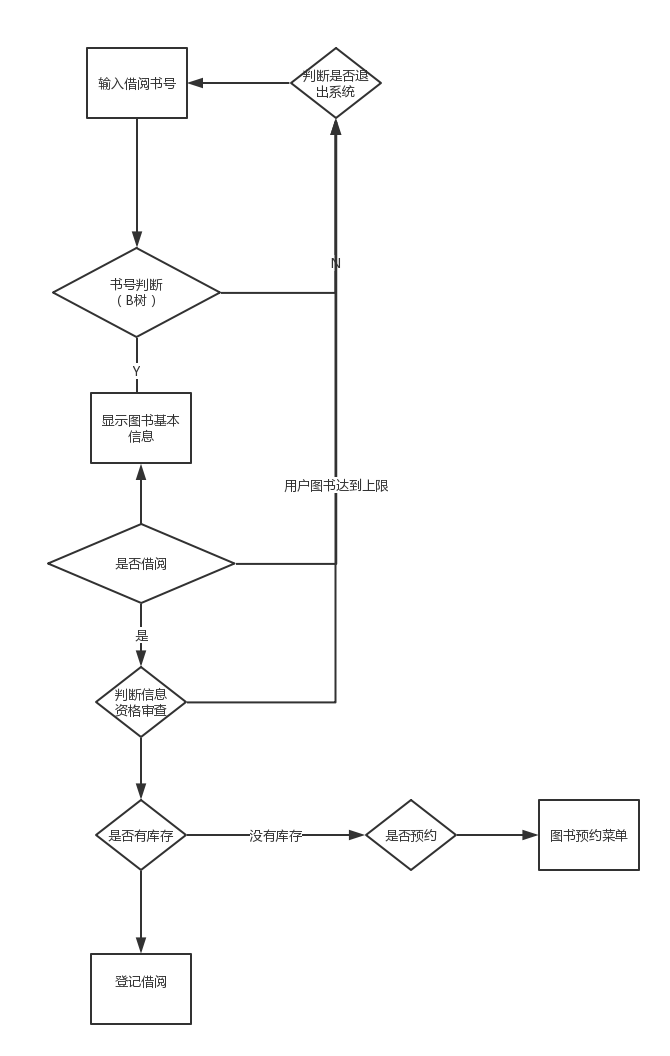 输入借阅书号
判断是否退
出系统
N
书号判断
（B树）
Y
显示图书基本
信息
用户图书达到上限
是否借阅
是
判断信息
资格审查
是否有库存
没有库存
是否预约
图书预约菜单
登记借阅